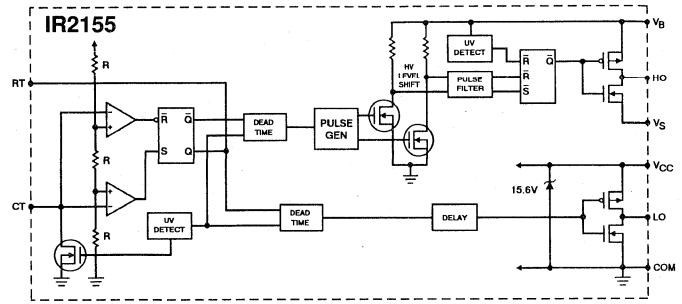 IR2155
RT
R
R
R
CT
R̅
Q̅
S
Q
DEAD
TIME
PULSE
GEN
HV
LEVEL
SHIFT
UV
DETECT
PULSE
FILTER
R̅
R̅
S̅
Q̅
VB
HO
VS
VCC
15.6V
LO
COM
UV
DETECT
DEAD
TIME
DELAY